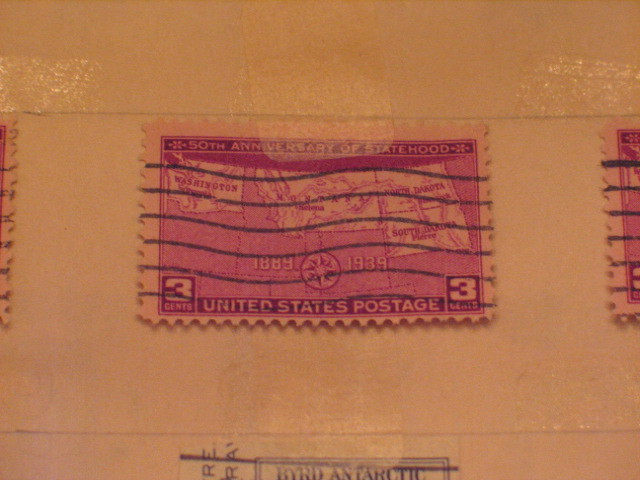 50TH ANNIVERSARY OF STATEHOOD
WASHINGTON
MONTANA
NORTH DAKOTA
SOUTH DAKOTA
1889 1939
3 CENTS UNITED STATES POSTAGE 3 CENTS
BYRD ANTARCTIC